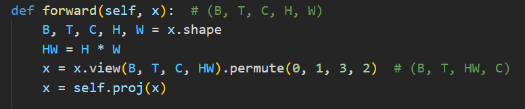 def forward(self, x):  # (B, T, C, H, W)
    B, T, C, H, W = x.shape
    HW = H * W
    x = x.view(B, T, C, HW).permute(0, 1, 3, 2)  # (B, T, HW, C)
    x = self.proj(x)